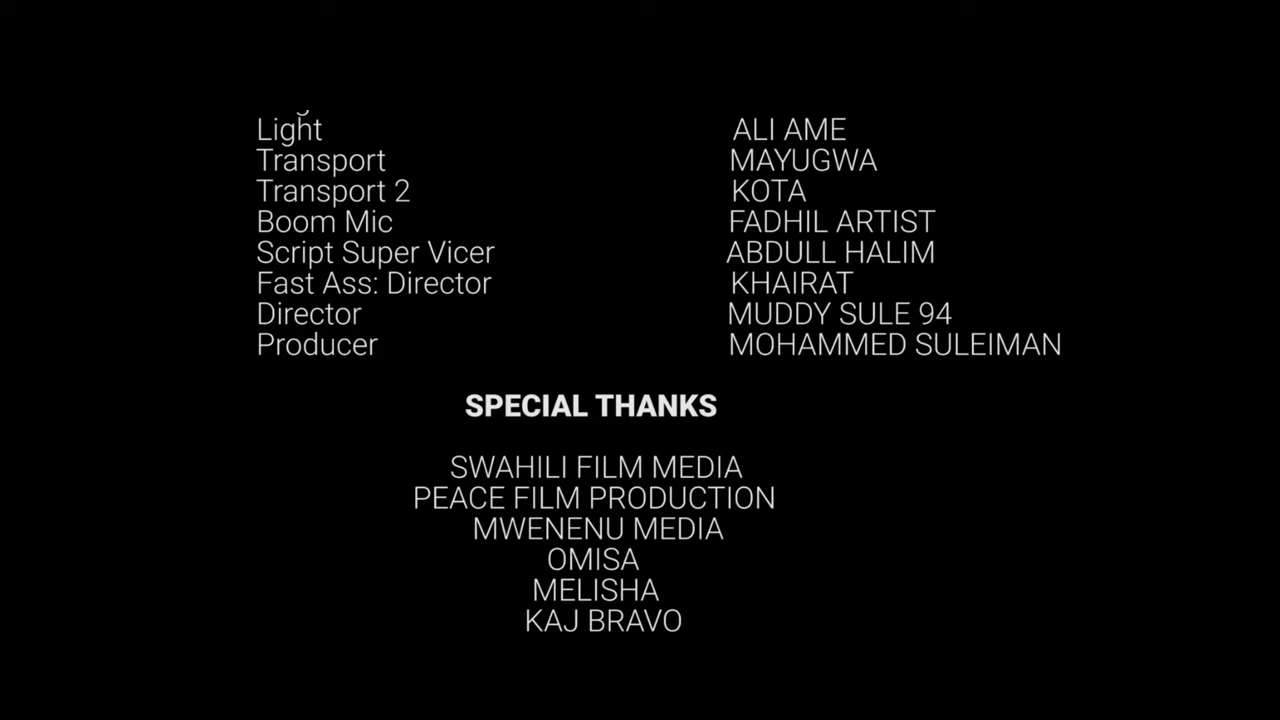 Light ALI AME
Transport MAYUGWA
Transport 2 KOTA
Boom Mic FADHIL ARTIST
Script Super Vicer ABDULL HALIM
Fast Ass: Director KHAIRAT
Director MUDDY SULE 94
Producer MOHAMMED SULEIMAN
SPECIAL THANKS
SWAHILI FILM MEDIA
PEACE FILM PRODUCTION
MWENENU MEDIA
OMISA
MELISHA
KAJ BRAVO